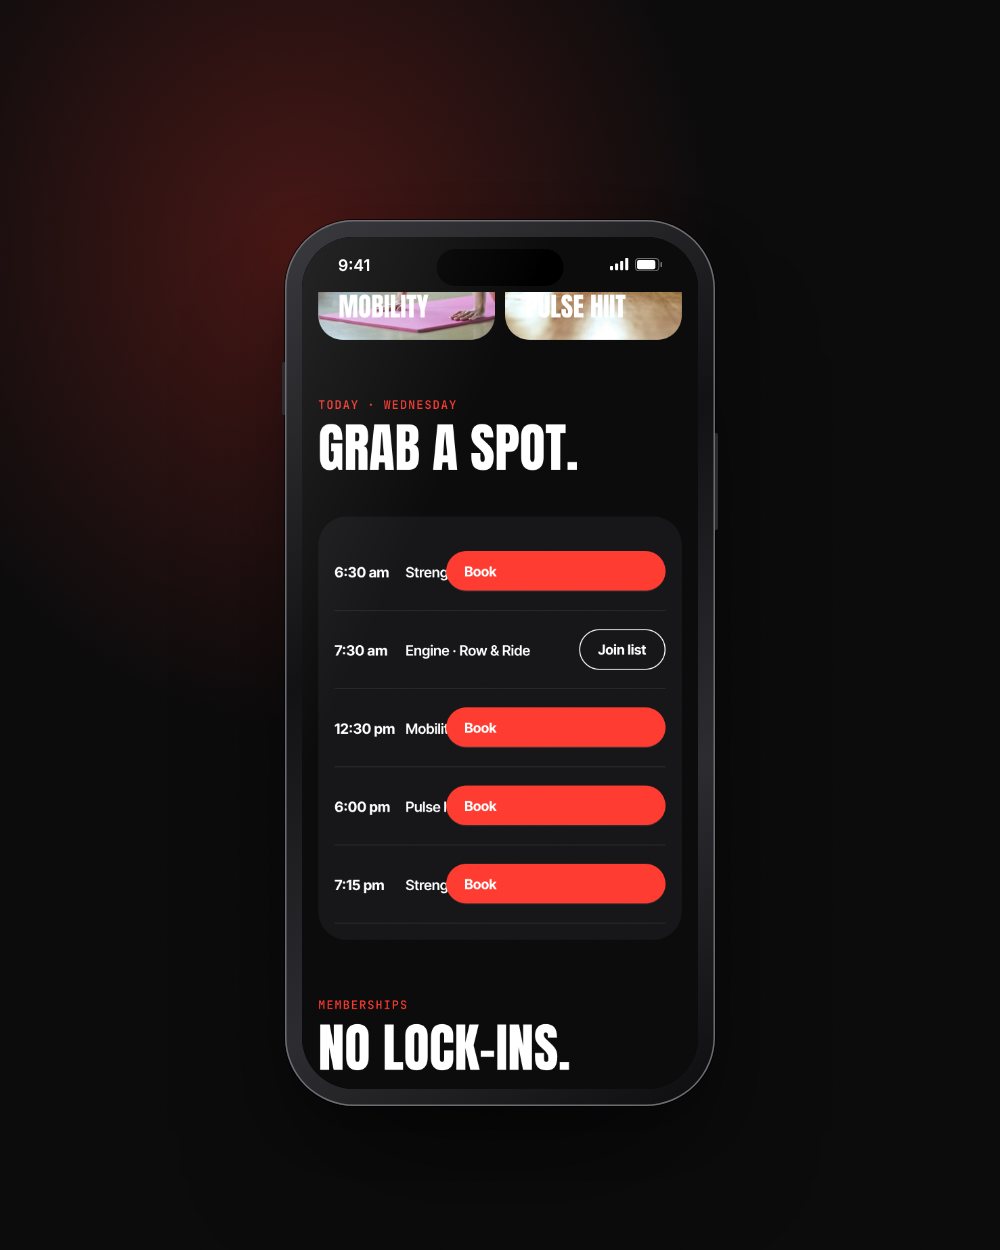 9:41
MOBILITY
PULSE HIIT
TODAY · WEDNESDAY
GRAB A SPOT.
6:30 am Streng Book
7:30 am Engine · Row & Ride Join list
12:30 pm Mobilit Book
6:00 pm Pulse Book
7:15 pm Streng Book
MEMBERSHIPS
NO LOCK-INS.